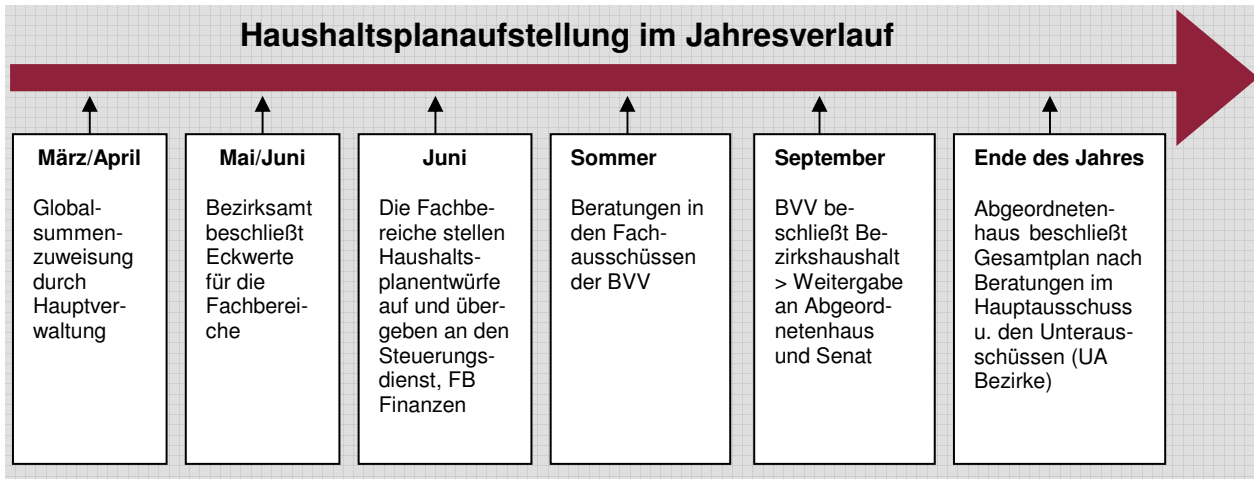 Haushaltsplanaufstellung im Jahresverlauf
März/April
Global-
summen-
zuweisung
durch
Hauptver-
waltung
Mai/Juni
Bezirksamt
beschließt
Eckwerte
für die
Fachberei-
che
Juni
Die Fachbe-
reiche stellen
Haushalts-
planentwürfe
auf und über-
geben an den
Steuerungs-
dienst, FB
Finanzen
Sommer
Beratungen in
den Fach-
ausschüssen
der BVV
September
BVV be-
schließt Be-
zirkshaushalt
> Weitergabe
an Abgeord-
netenhaus
und Senat
Ende des Jahres
Abgeordneten-
haus beschließt
Gesamtplan nach
Beratungen im
Hauptausschuss
u. den Unteraus-
schüssen (UA
Bezirke)